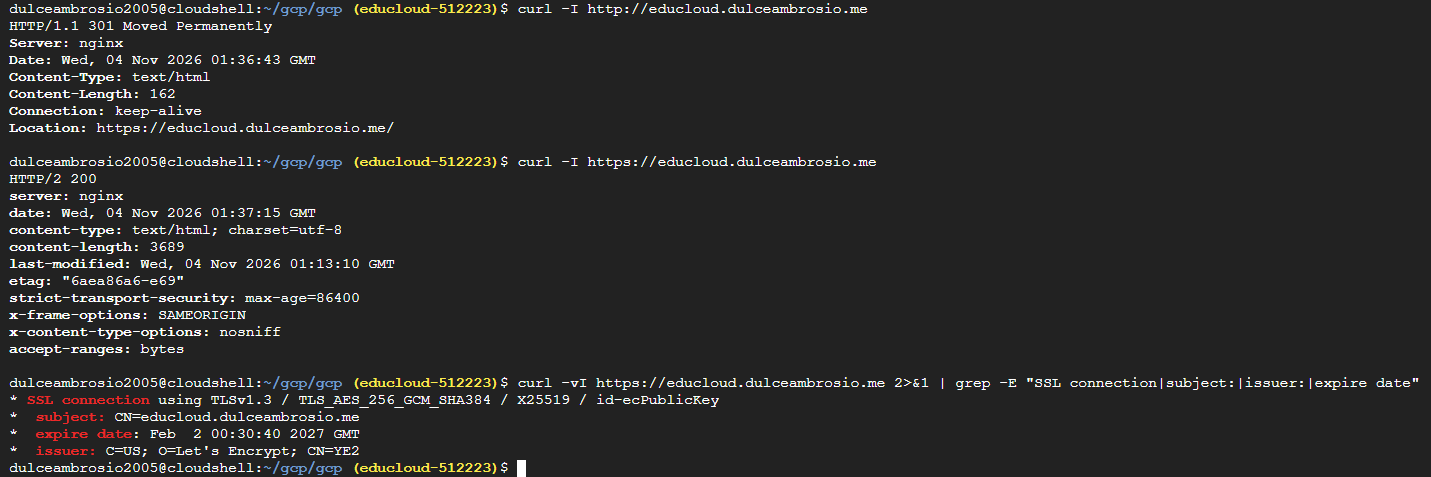 dulceambrosio2005@cloudshell:~/gcp/gcp (educloud-512223)$ curl -I http://educloud.dulceambrosio.me
HTTP/1.1 301 Moved Permanently
Server: nginx
Date: Wed, 04 Nov 2026 01:36:43 GMT
Content-Type: text/html
Content-Length: 162
Connection: keep-alive
Location: https://educloud.dulceambrosio.me/
dulceambrosio2005@cloudshell:~/gcp/gcp (educloud-512223)$ curl -I https://educloud.dulceambrosio.me
HTTP/2 200
server: nginx
date: Wed, 04 Nov 2026 01:37:15 GMT
content-type: text/html; charset=utf-8
content-length: 3689
last-modified: Wed, 04 Nov 2026 01:13:10 GMT
etag: "6aea86a6-e69"
strict-transport-security: max-age=86400
x-frame-options: SAMEORIGIN
x-content-type-options: nosniff
accept-ranges: bytes
dulceambrosio2005@cloudshell:~/gcp/gcp (educloud-512223)$ curl -vI https://educloud.dulceambrosio.me 2>&1 | grep -E "SSL connection|subject:|issuer:|expire date"
* SSL connection using TLSv1.3 / TLS_AES_256_GCM_SHA384 / X25519 / id-ecPublicKey
*  subject: CN=educloud.dulceambrosio.me
*  expire date: Feb  2 00:30:40 2027 GMT
*  issuer: C=US; O=Let's Encrypt; CN=YE2
dulceambrosio2005@cloudshell:~/gcp/gcp (educloud-512223)$